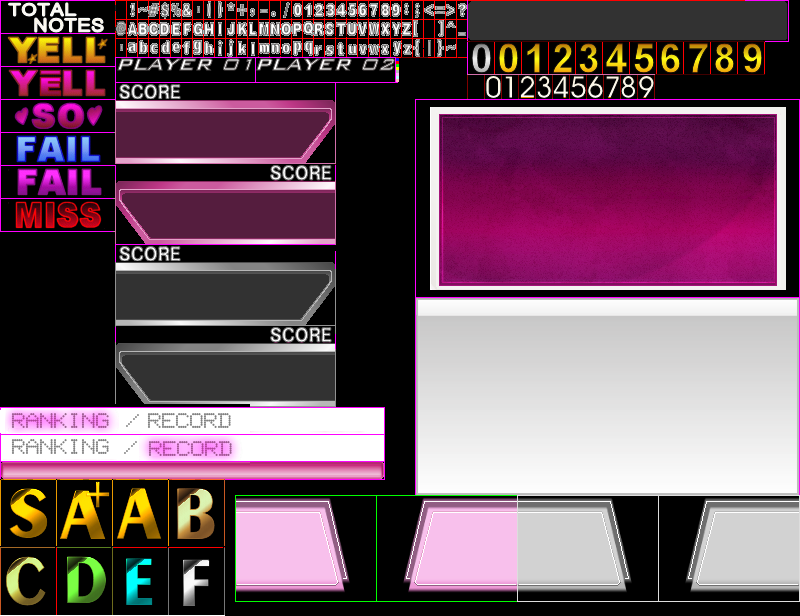 TOTAL
NOTES
YELL
YELL
SO
FAIL
FAIL
MISS
!~#$%&
0123456789
@ABCDEFGHIJKLMNOPQRSTUVWXYZ[ ]^_
abcdefghijklmnopqrstuvwxyz{|}~
PLAYER 01 PLAYER 02
00123456789
0123456789
SCORE
SCORE
SCORE
SCORE
RANKING / RECORD
RANKING / RECORD
S A+ A B
C D E F